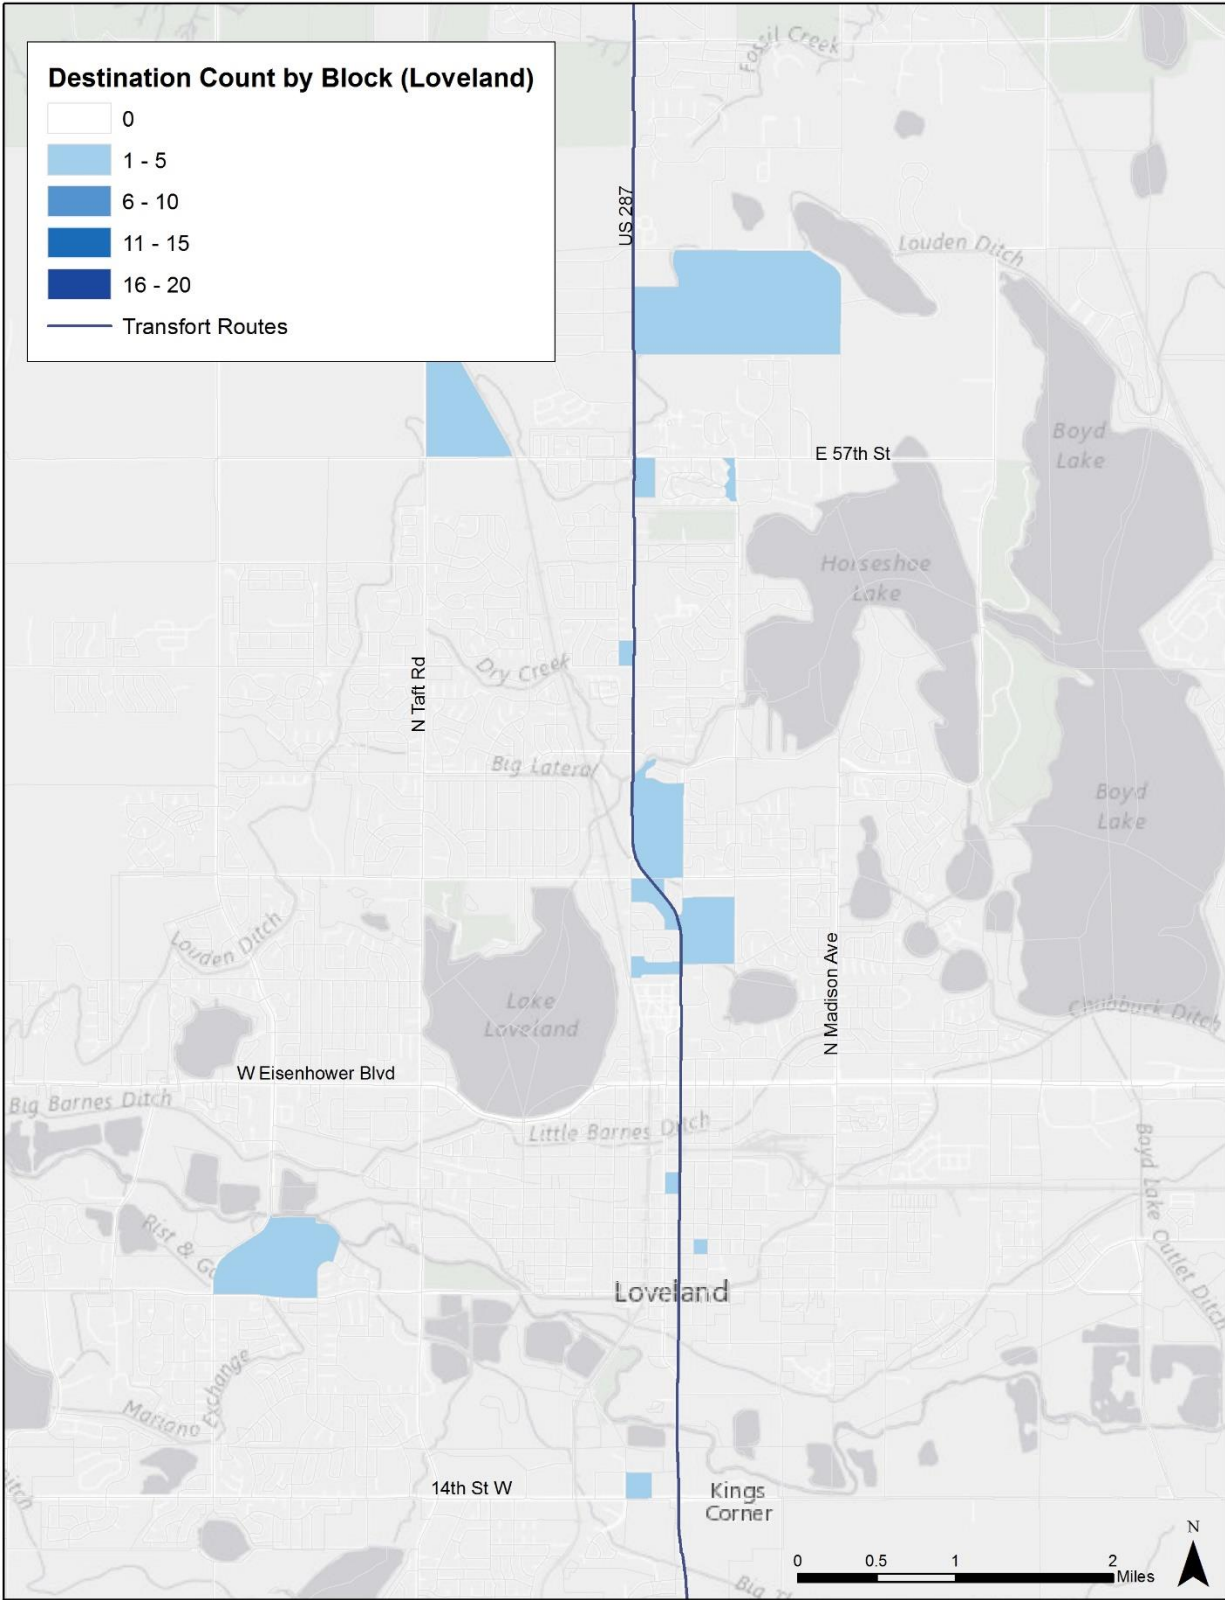 Destination Count by Block (Loveland)
0
1 - 5
6 - 10
11 - 15
16 - 20
Transfort Routes
Fossil Creek
US 287
Louden Ditch
Boyd
Lake
E 57th St
Horseshoe
Lake
N Taft Rd
Dry Creek
Big Lateral
Boyd
Lake
Louden Ditch
Lake
Loveland
N Madison Ave
Chubbuck Ditch
W Eisenhower Blvd
Big Barnes Ditch
Little Barnes Ditch
Boyd Lake Outlet Ditch
Rist &
Loveland
Mariano Exchange
14th St W
Kings
Corner
Big
N
0 0.5 1 2
Miles